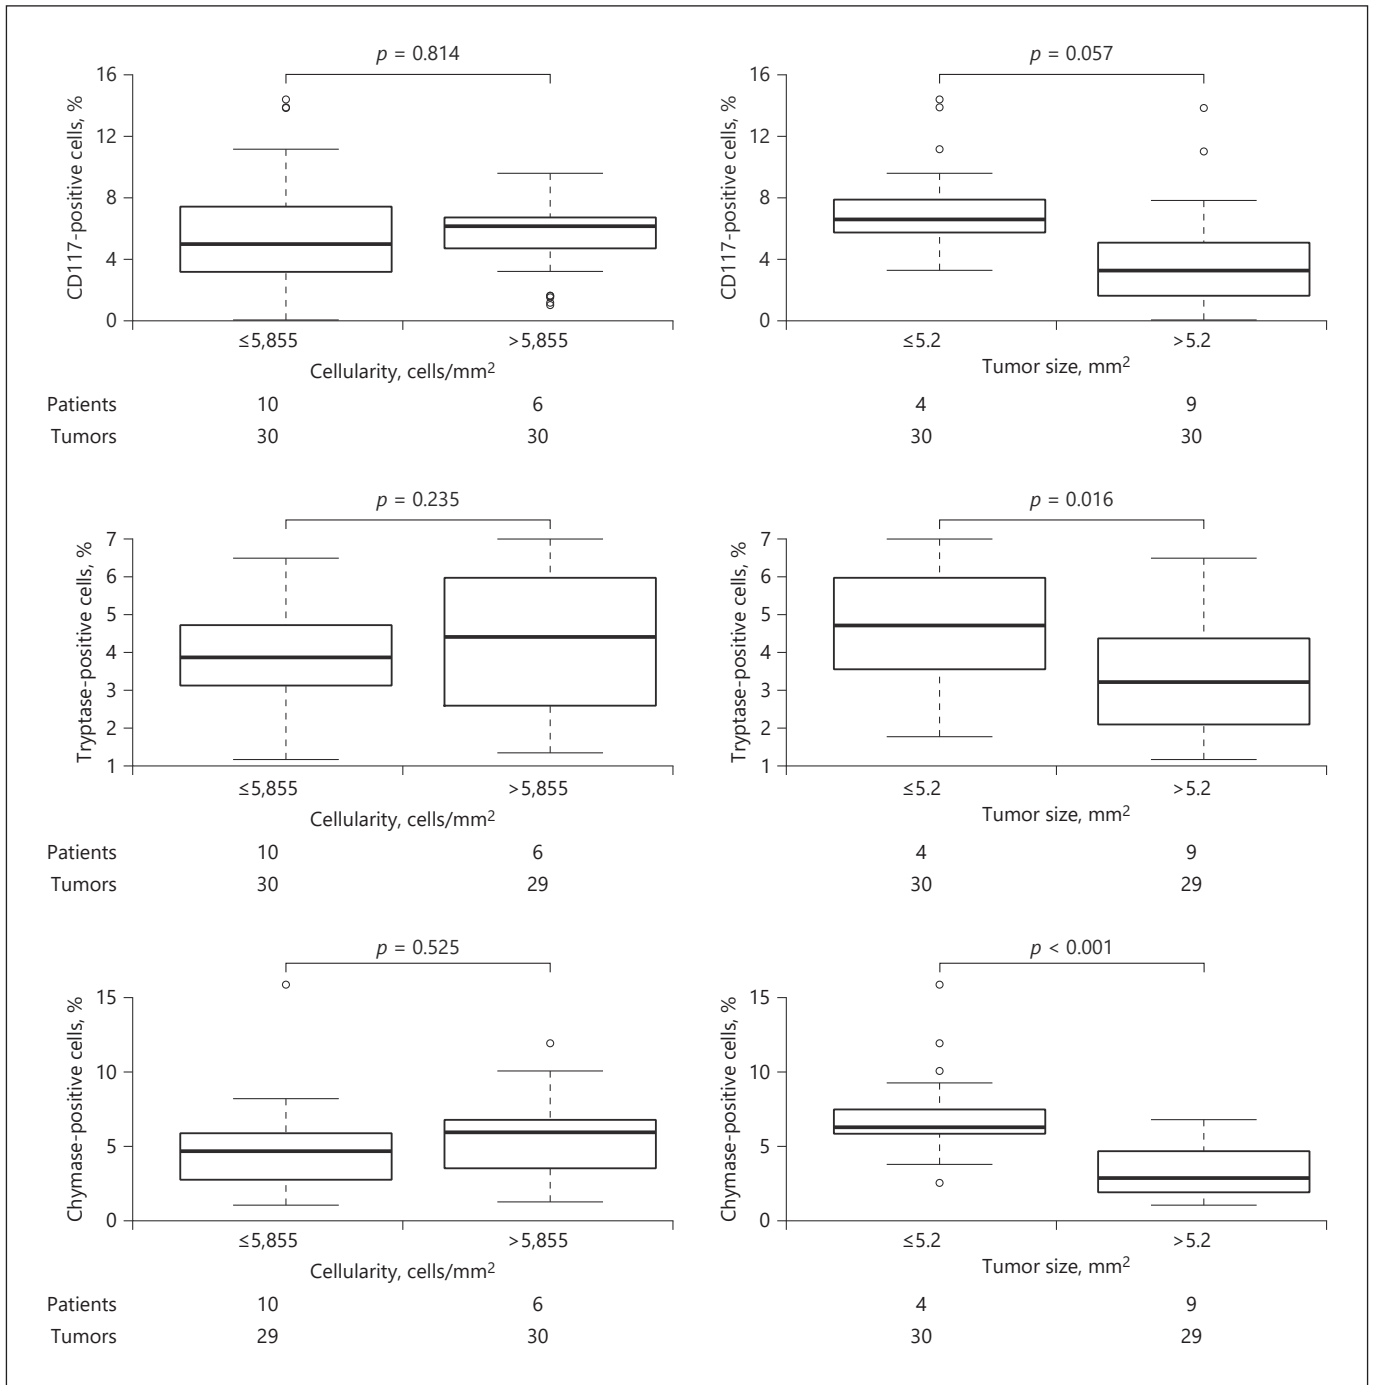 p = 0.814
p = 0.057
CD117-positive cells, %
16
12
8
4
0
≤5,855 >5,855
Cellularity, cells/mm²
CD117-positive cells, %
16
12
8
4
0
≤5.2 >5.2
Tumor size, mm²
Patients 10 6 4 9
Tumors 30 30 30 30
p = 0.235
p = 0.016
Tryptase-positive cells, %
7
6
5
4
3
2
1
≤5,855 >5,855
Cellularity, cells/mm²
Tryptase-positive cells, %
7
6
5
4
3
2
1
≤5.2 >5.2
Tumor size, mm²
Patients 10 6 4 9
Tumors 30 29 30 29
p = 0.525
p < 0.001
Chymase-positive cells, %
15
10
5
0
≤5,855 >5,855
Cellularity, cells/mm²
Chymase-positive cells, %
15
10
5
0
≤5.2 >5.2
Tumor size, mm²
Patients 10 6 4 9
Tumors 29 30 30 29